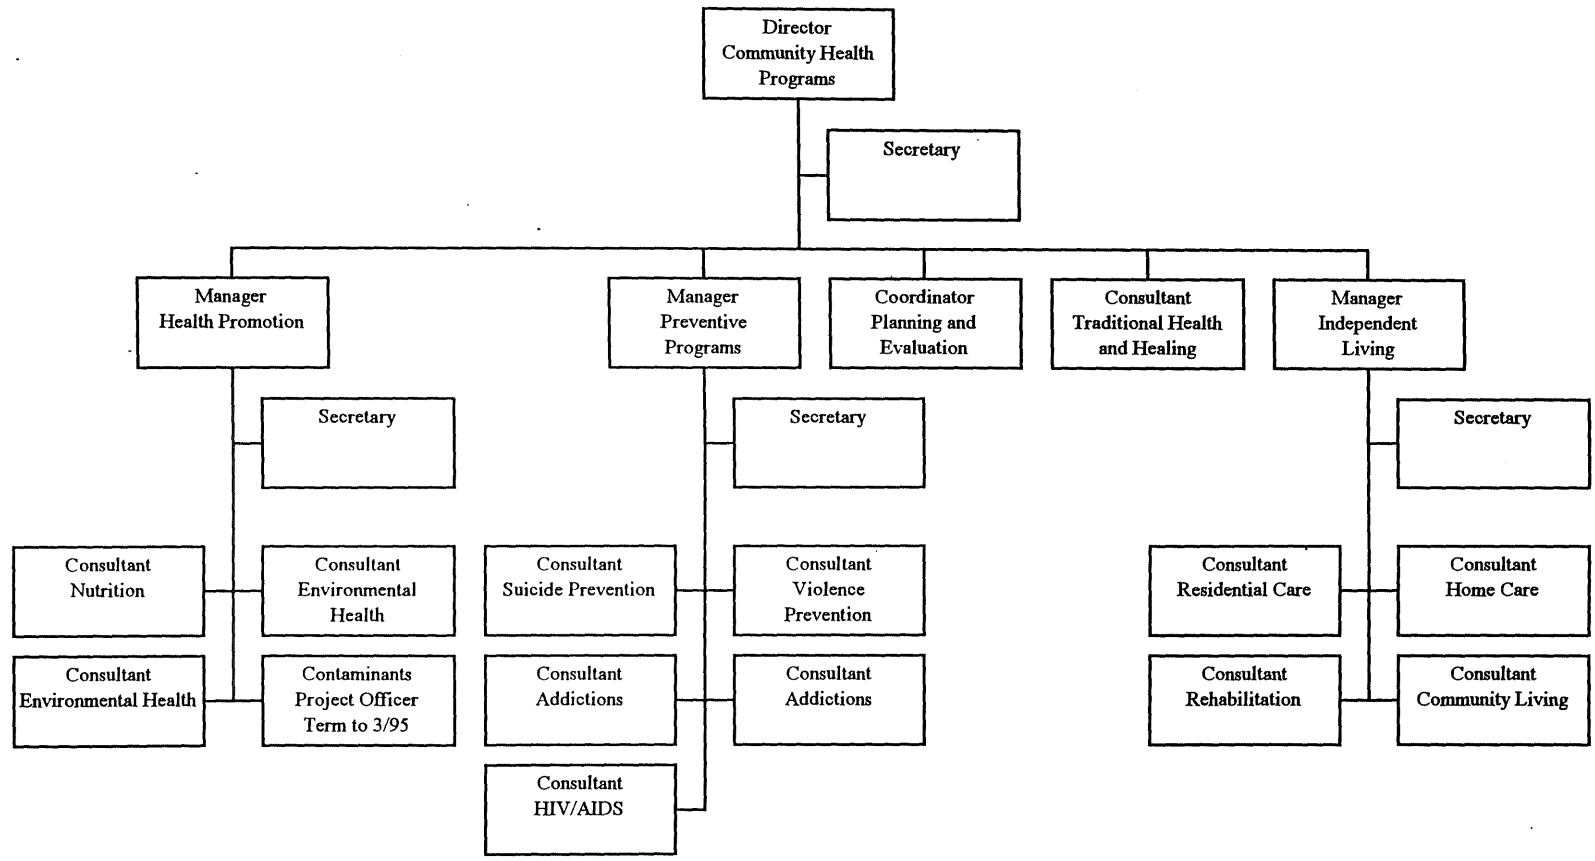 Director
Community Health
Programs
Secretary
Manager
Health Promotion
Manager
Preventive
Programs
Coordinator
Planning and
Evaluation
Consultant
Traditional Health
and Healing
Manager
Independent
Living
Secretary
Secretary
Secretary
Consultant
Nutrition
Consultant
Environmental
Health
Consultant
Suicide Prevention
Consultant
Violence
Prevention
Consultant
Residential Care
Consultant
Home Care
Consultant
Environmental Health
Contaminants
Project Officer
Term to 3/95
Consultant
Addictions
Consultant
Addictions
Consultant
Rehabilitation
Consultant
Community Living
Consultant
HIV/AIDS